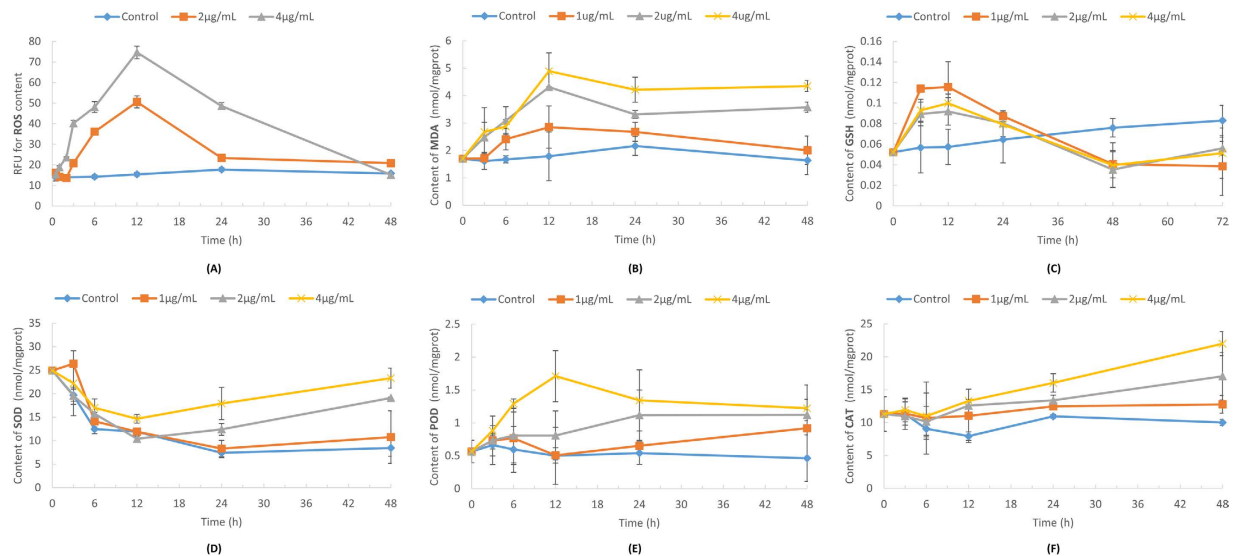 Control 2μg/mL 4μg/mL
RFU for ROS content
80
70
60
50
40
30
20
10
0
0 6 12 18 24 30 36 42 48
Time (h)
(A)
Control 1ug/mL 2ug/mL 4ug/mL
Content of MDA (nmol/mgprot)
6
5
4
3
2
1
0
0 6 12 18 24 30 36 42 48
Time (h)
(B)
Control 1μg/mL 2μg/mL 4μg/mL
Content of GSH (nmol/mgprot)
0.16
0.14
0.12
0.1
0.08
0.06
0.04
0.02
0
0 12 24 36 48 60 72
Time (h)
(C)
Control 1μg/mL 2μg/mL 4μg/mL
Content of SOD (nmol/mgprot)
35
30
25
20
15
10
5
0
0 6 12 18 24 30 36 42 48
Time (h)
(D)
Control 1μg/mL 2μg/mL 4μg/mL
Content of POD (nmol/mgprot)
2.5
2
1.5
1
0.5
0
0 6 12 18 24 30 36 42 48
Time (h)
(E)
Control 1μg/mL 2μg/mL 4μg/mL
Content of CAT (nmol/mgprot)
25
20
15
10
5
0
0 6 12 18 24 30 36 42 48
Time (h)
(F)